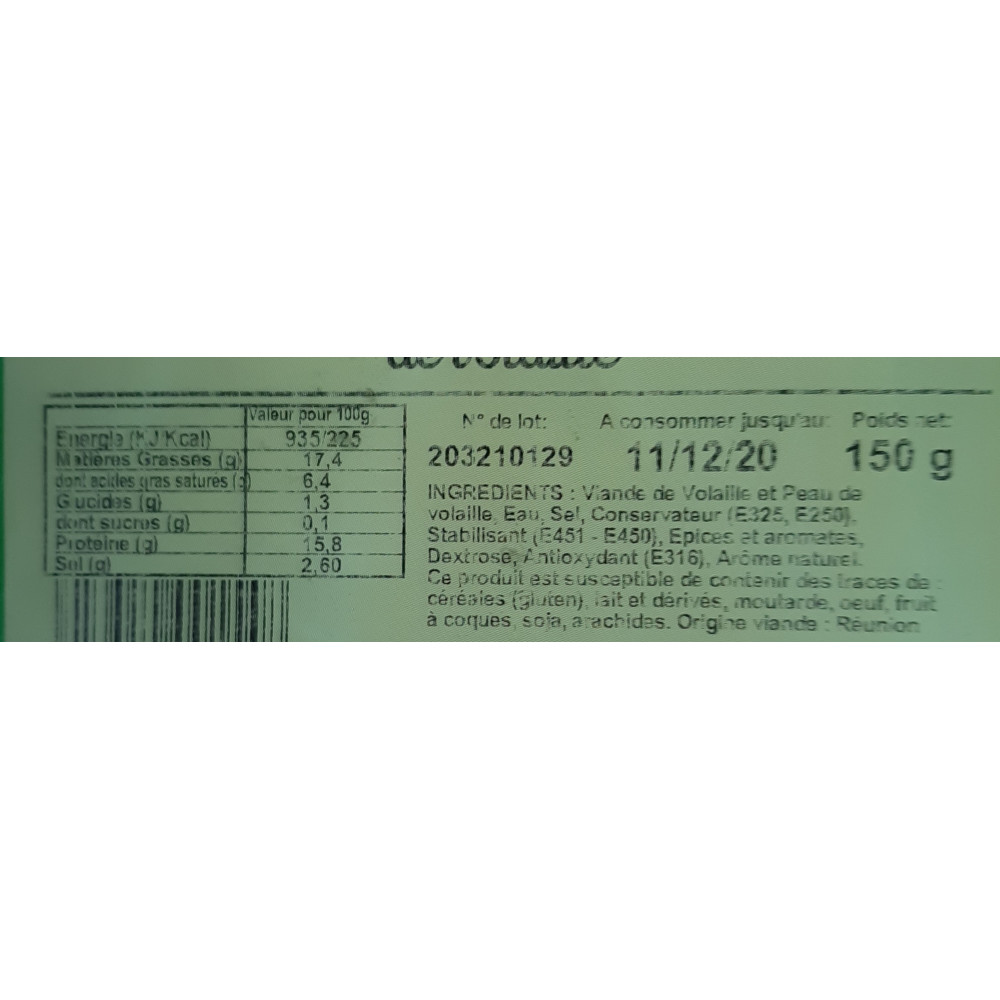 de volaille
Valeur pour 100g
Energie (KJ/Kcal) 935/225
Matières Grasses (g) 17,4
dont acides gras saturés (g) 6,4
Glucides (g) 1,3
dont sucres (g) 0,1
Proteine (g) 15,8
Sel (g) 2,60
N° de lot: A consommer jusqu'au: Poids net:
203210129 11/12/20 150 g
INGREDIENTS : Viande de Volaille et Peau de
volaille, Eau, Sel, Conservateur (E325, E250),
Stabilisant (E451 - E450), Epices et aromates,
Dextrose, Antioxydant (E316), Arôme naturel.
Ce produit est susceptible de contenir des traces de :
céréales (gluten), lait et dérivés, moutarde, oeuf, fruit
à coques, soja, arachides. Origine viande : Réunion